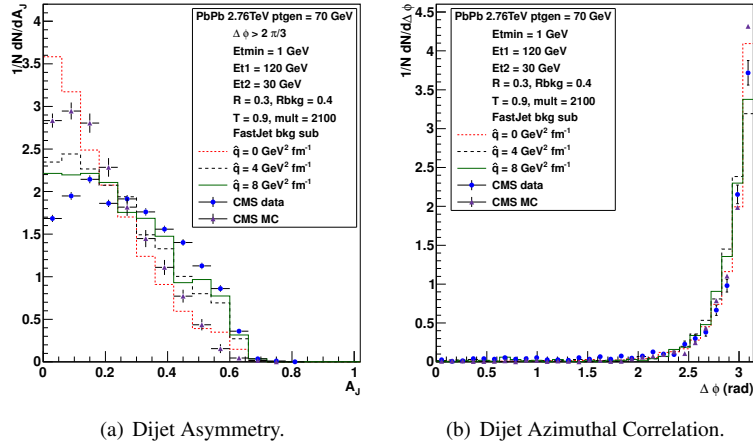 1/N dN/dA_J
4
3.5
3
2.5
2
1.5
1
0.5
0
0 0.2 0.4 0.6 0.8 1
A_J
PbPb 2.76TeV ptgen = 70 GeV
Δ ϕ > 2 π/3
Etmin = 1 GeV
Et1 = 120 GeV
Et2 = 30 GeV
R = 0.3, Rbkg = 0.4
T = 0.9, mult = 2100
FastJet bkg sub
q̂ = 0 GeV² fm⁻¹
q̂ = 4 GeV² fm⁻¹
q̂ = 8 GeV² fm⁻¹
CMS data
CMS MC
(a) Dijet Asymmetry.
1/N dN/dΔ ϕ
4.5
4
3.5
3
2.5
2
1.5
1
0.5
0
0 0.5 1 1.5 2 2.5 3
Δ ϕ (rad)
PbPb 2.76TeV ptgen = 70 GeV
Etmin = 1 GeV
Et1 = 120 GeV
Et2 = 30 GeV
R = 0.3, Rbkg = 0.4
T = 0.9, mult = 2100
FastJet bkg sub
q̂ = 0 GeV² fm⁻¹
q̂ = 4 GeV² fm⁻¹
q̂ = 8 GeV² fm⁻¹
CMS data
CMS MC
(b) Dijet Azimuthal Correlation.